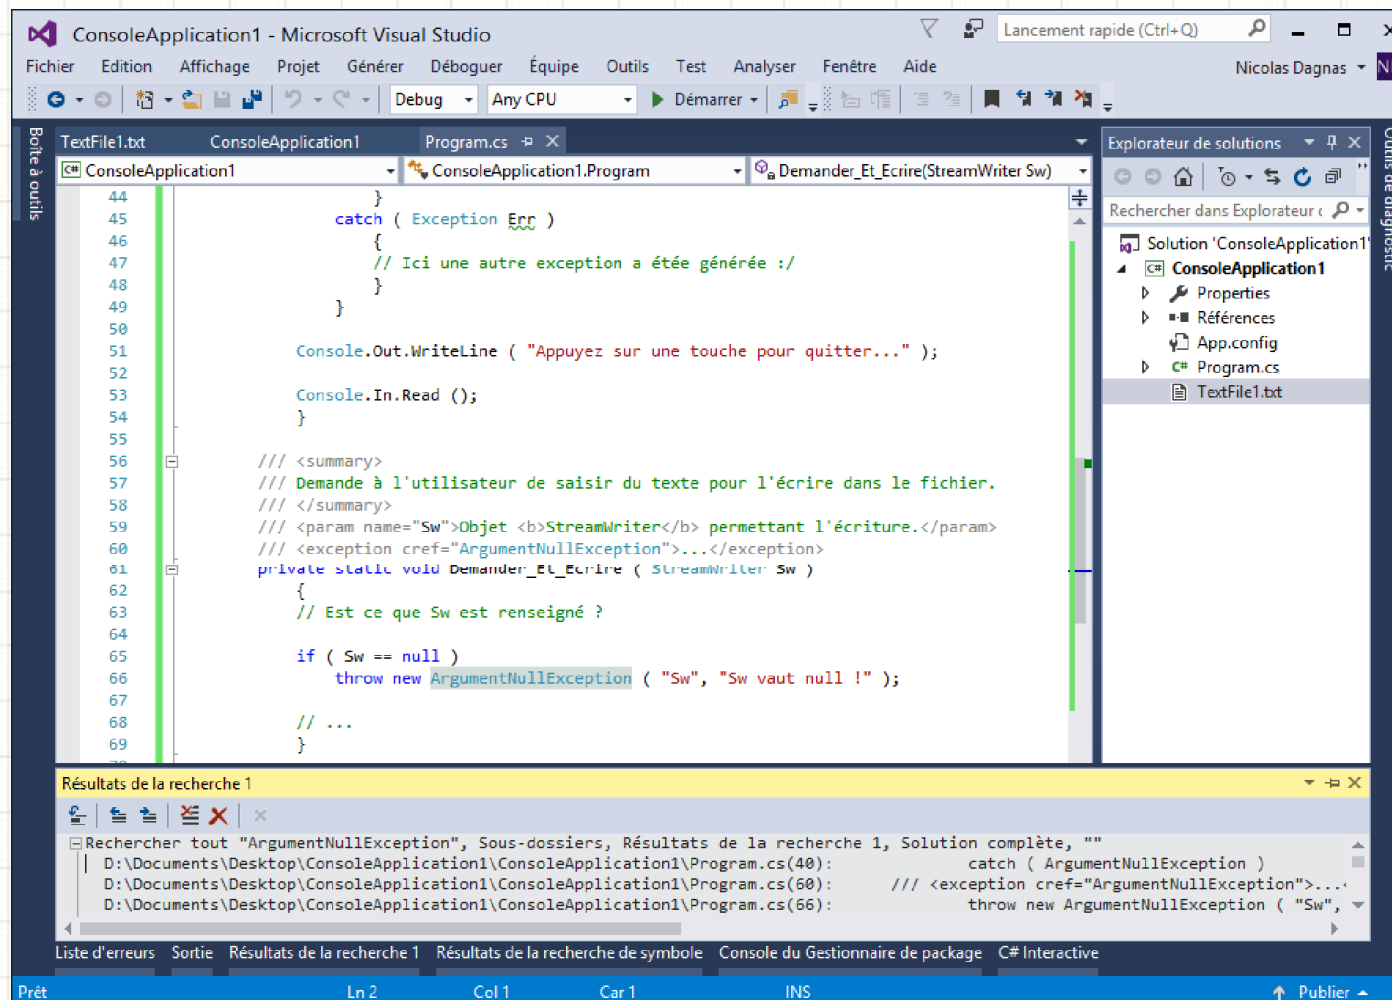 ConsoleApplication1 - Microsoft Visual Studio
Lancement rapide (Ctrl+Q)
Fichier Edition Affichage Projet Générer Déboguer Équipe Outils Test Analyser Fenêtre Aide
Nicolas Dagnas
Debug Any CPU Démarrer
Boîte à outils
TextFile1.txt ConsoleApplication1 Program.cs
C# ConsoleApplication1 ConsoleApplication1.Program Demander_Et_Ecrire(StreamWriter Sw)
44 }
45 catch ( Exception Err )
46 {
47 // Ici une autre exception a étée générée :/
48 }
49 }
50
51 Console.Out.WriteLine ( "Appuyez sur une touche pour quitter..." );
52
53 Console.In.Read ();
54 }
55
56 /// <summary>
57 /// Demande à l'utilisateur de saisir du texte pour l'écrire dans le fichier.
58 /// </summary>
59 /// <param name="Sw">Objet <b>StreamWriter</b> permettant l'écriture.</param>
60 /// <exception cref="ArgumentNullException">...</exception>
61 private static void Demander_Et_Ecrire ( StreamWriter Sw )
62 {
63 // Est ce que Sw est renseigné ?
64
65 if ( Sw == null )
66 throw new ArgumentNullException ( "Sw", "Sw vaut null !" );
67
68 // ...
69 }
Explorateur de solutions
Rechercher dans Explorateur
Solution 'ConsoleApplication1'
C# ConsoleApplication1
Properties
Références
App.config
C# Program.cs
TextFile1.txt
Outils de diagnostic
Résultats de la recherche 1
Rechercher tout "ArgumentNullException", Sous-dossiers, Résultats de la recherche 1, Solution complète, ""
D:\Documents\Desktop\ConsoleApplication1\ConsoleApplication1\Program.cs(40): catch ( ArgumentNullException )
D:\Documents\Desktop\ConsoleApplication1\ConsoleApplication1\Program.cs(60): /// <exception cref="ArgumentNullException">...<
D:\Documents\Desktop\ConsoleApplication1\ConsoleApplication1\Program.cs(66): throw new ArgumentNullException ( "Sw",
Liste d'erreurs Sortie Résultats de la recherche 1 Résultats de la recherche de symbole Console du Gestionnaire de package C# Interactive
Prêt Ln 2 Col 1 Car 1 INS Publier